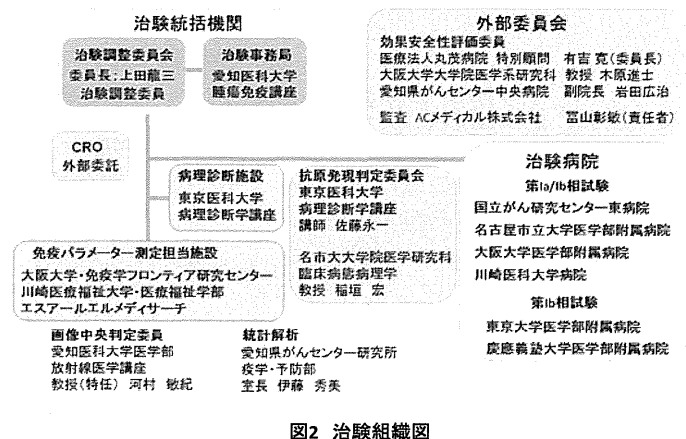 治験統括機関
治験調整委員会
委員長:上田龍三
治験調整委員
治験事務局
愛知医科大学
腫瘍免疫講座
外部委員会
効果安全性評価委員
医療法人丸茂病院 特別顧問 有吉 寛(委員長)
大阪大学大学院医学系研究科 教授 木原進士
愛知県がんセンター中央病院 副院長 岩田広治
監査 ACメディカル株式会社 冨山彰敏(責任者)
CRO
外部委託
病理診断施設
東京医科大学
病理診断学講座
抗原発現判定委員会
東京医科大学
病理診断学講座
講師 佐藤永一
名市大大学院医学研究科
臨床病態病理学
教授 稲垣 宏
治験病院
第Ia/Ib相試験
国立がん研究センター東病院
名古屋市立大学医学部附属病院
大阪大学医学部附属病院
川崎医科大学病院
第Ib相試験
東京大学医学部附属病院
慶應義塾大学医学部附属病院
免疫パラメーター測定担当施設
大阪大学・免疫学フロンティア研究センター
川崎医療福祉大学・医療福祉学部
エスアールエルメディサーチ
画像中央判定委員
愛知医科大学医学部
放射線医学講座
教授(特任) 河村 敏紀
統計解析
愛知県がんセンター研究所
疫学・予防部
室長 伊藤 秀美
図2 治験組織図